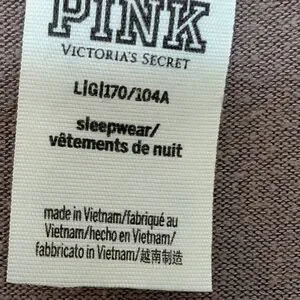 PINK
VICTORIA'S SECRET
L|G|170/104A
sleepwear/
vêtements de nuit
made in Vietnam/fabriqué au
Vietnam/hecho en Vietnam/
fabbricato in Vietnam/越南制造